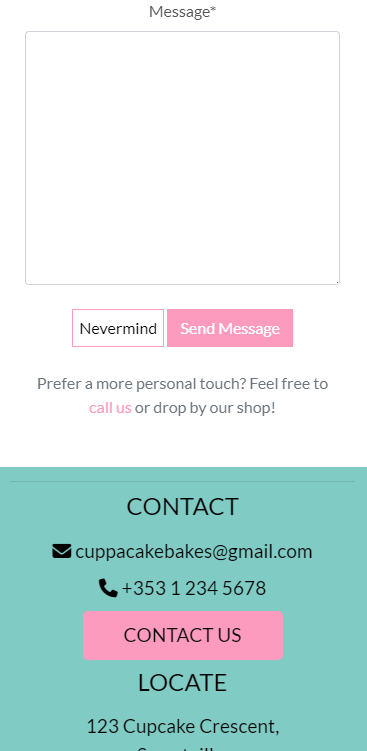 Message*
Nevermind
Send Message
Prefer a more personal touch? Feel free to
call us or drop by our shop!
CONTACT
cuppacakebakes@gmail.com
+353 1 234 5678
CONTACT US
LOCATE
123 Cupcake Crescent,